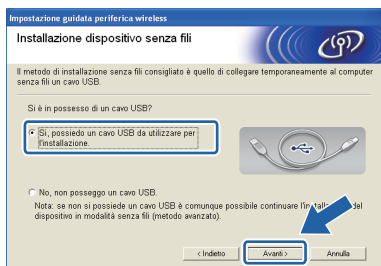 Impostazione guidata periferica wireless
Installazione dispositivo senza fili
Il metodo di installazione senza fili consigliato è quello di collegare temporaneamente al computer
senza fili un cavo USB.
Si è in possesso di un cavo USB?
Sì, possiedo un cavo USB da utilizzare per
l'installazione.
No, non posseggo un cavo USB.
Nota: se non si possiede un cavo USB è comunque possibile continuare del
dispositivo in modalità senza fili (metodo avanzato).
< Indietro
Avanti >
Annulla